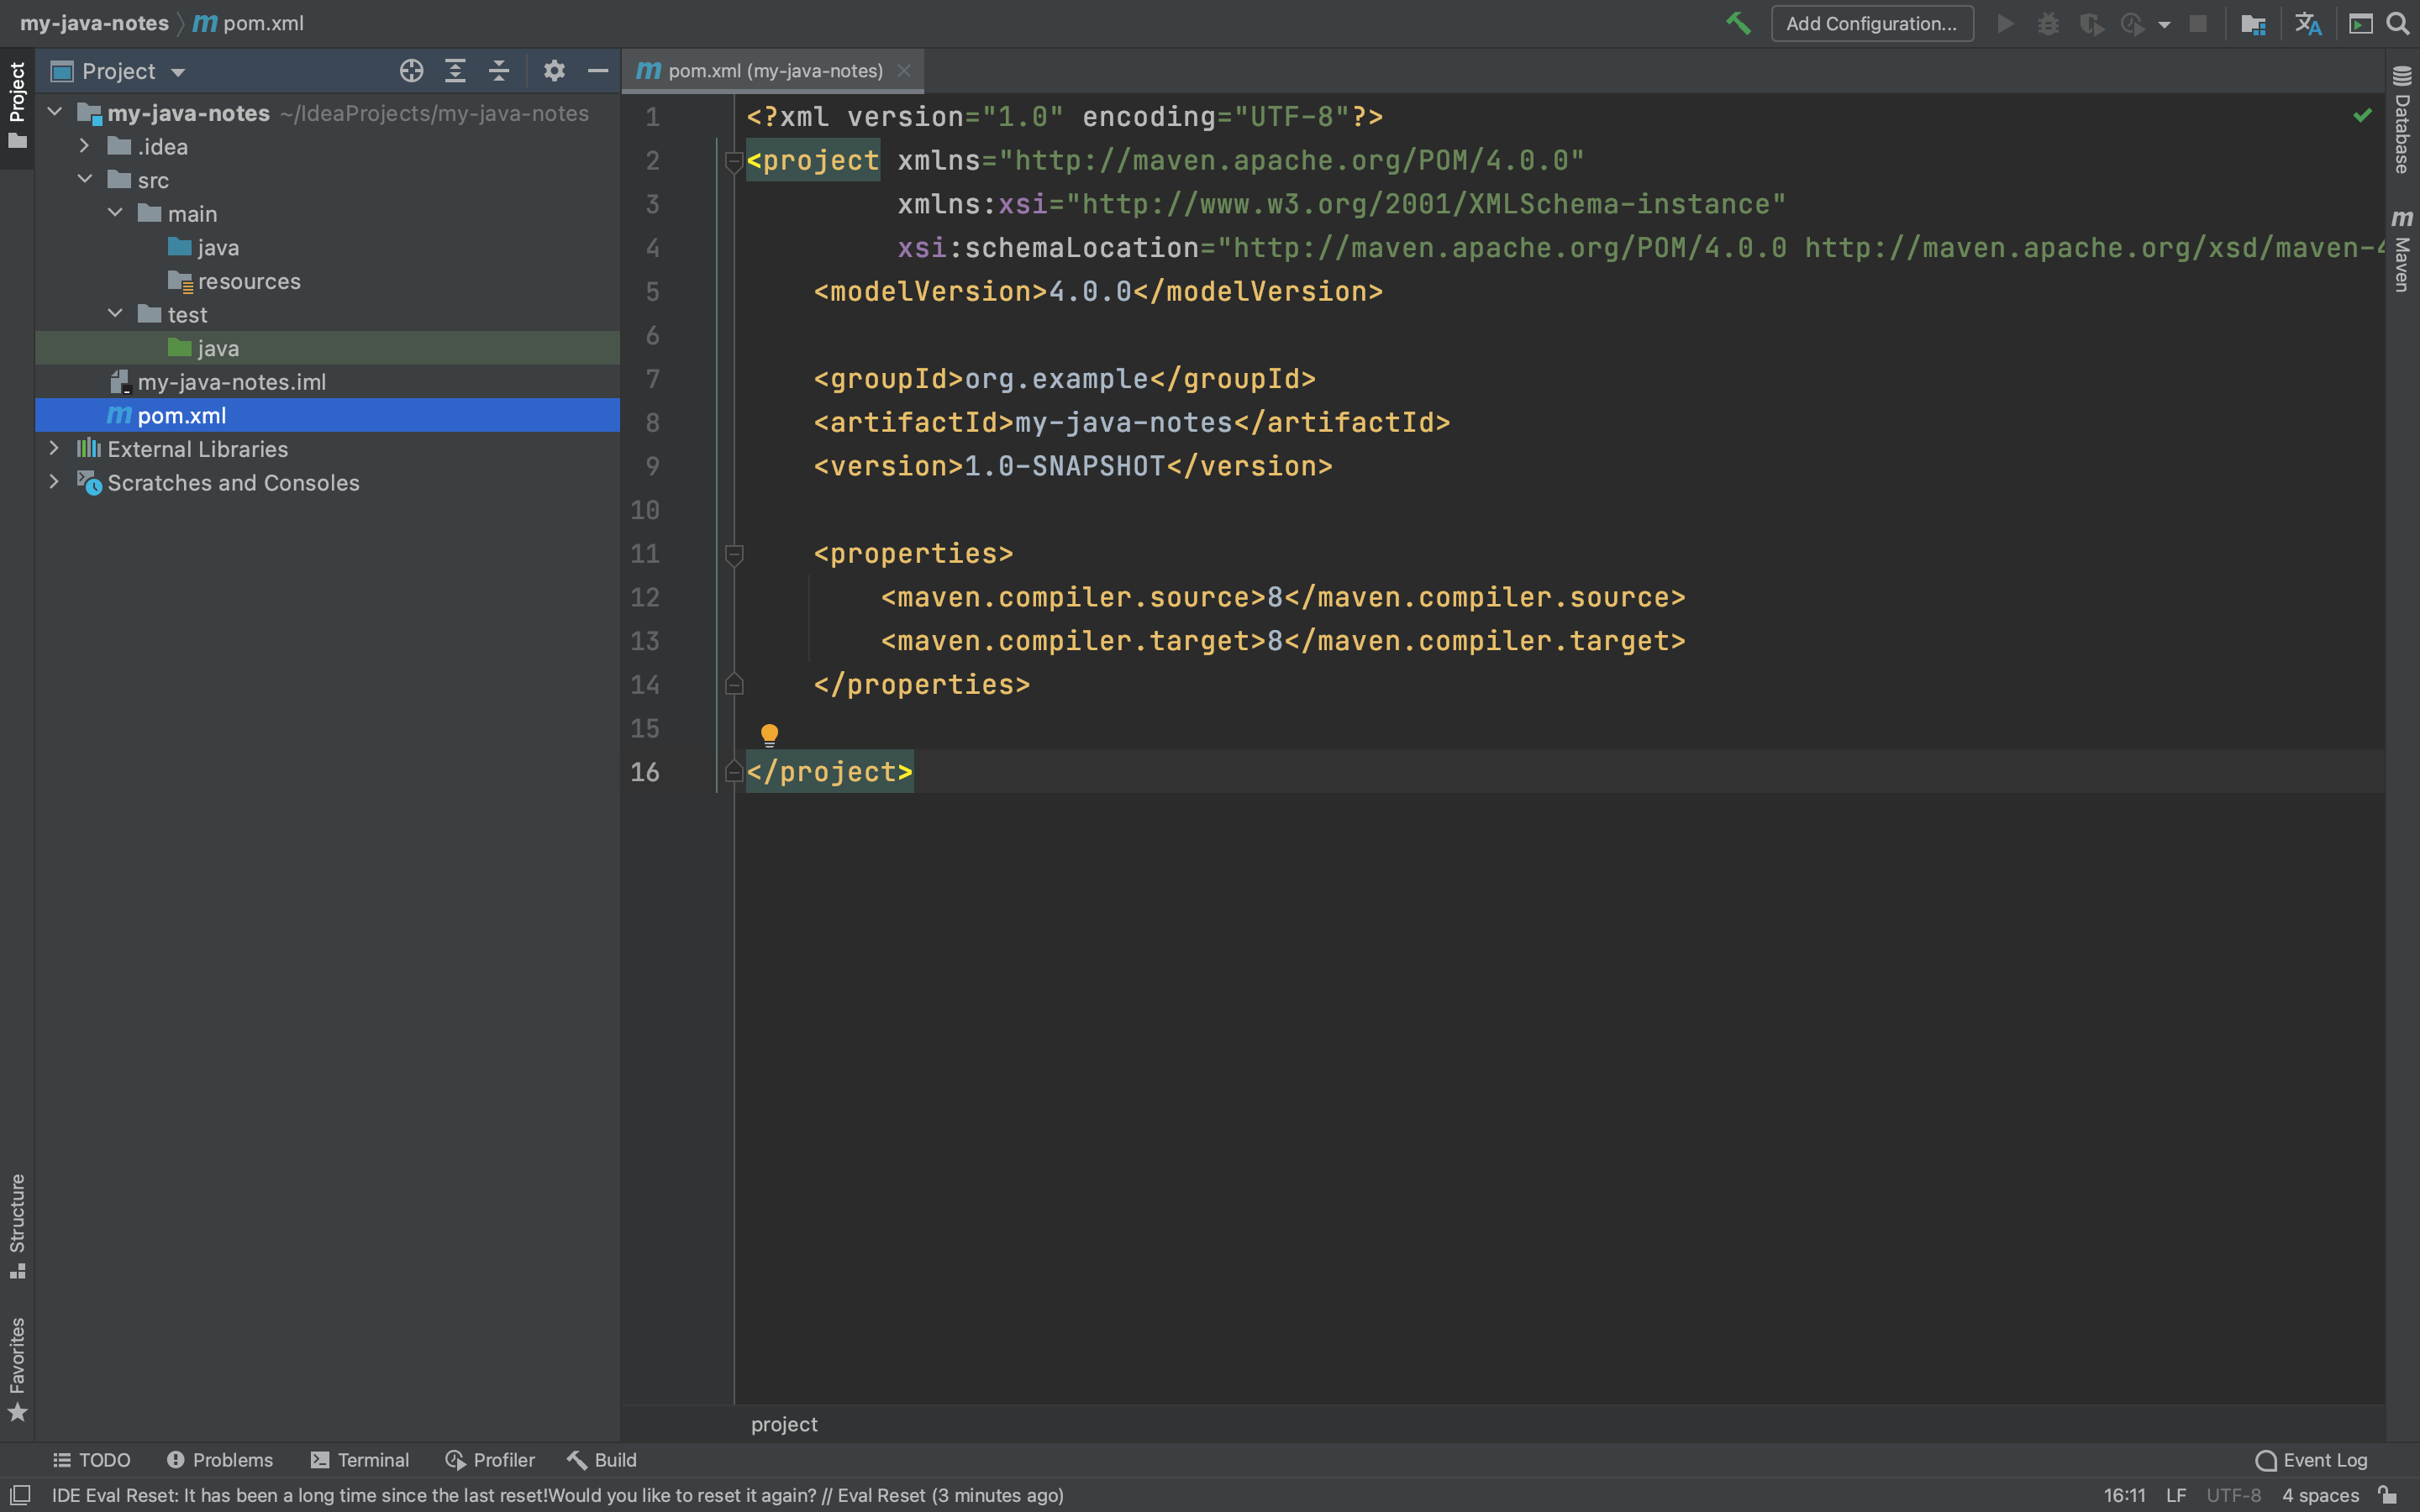 my-java-notes
m pom.xml
Add Configuration...
Project
Project
my-java-notes ~/IdeaProjects/my-java-notes
.idea
src
main
java
resources
test
java
my-java-notes.iml
m pom.xml
External Libraries
Scratches and Consoles
Structure
Favorites
m pom.xml (my-java-notes)
1 <?xml version="1.0" encoding="UTF-8"?>
2 <project xmlns="http://maven.apache.org/POM/4.0.0"
3 xmlns:xsi="http://www.w3.org/2001/XMLSchema-instance"
4 xsi:schemaLocation="http://maven.apache.org/POM/4.0.0 http://maven.apache.org/xsd/maven-4
5 <modelVersion>4.0.0</modelVersion>
6
7 <groupId>org.example</groupId>
8 <artifactId>my-java-notes</artifactId>
9 <version>1.0-SNAPSHOT</version>
10
11 <properties>
12 <maven.compiler.source>8</maven.compiler.source>
13 <maven.compiler.target>8</maven.compiler.target>
14 </properties>
15
16 </project>
project
Database
m Maven
TODO
Problems
Terminal
Profiler
Build
Event Log
IDE Eval Reset: It has been a long time since the last reset!Would you like to reset it again? // Eval Reset (3 minutes ago)
16:11
LF
UTF-8
4 spaces